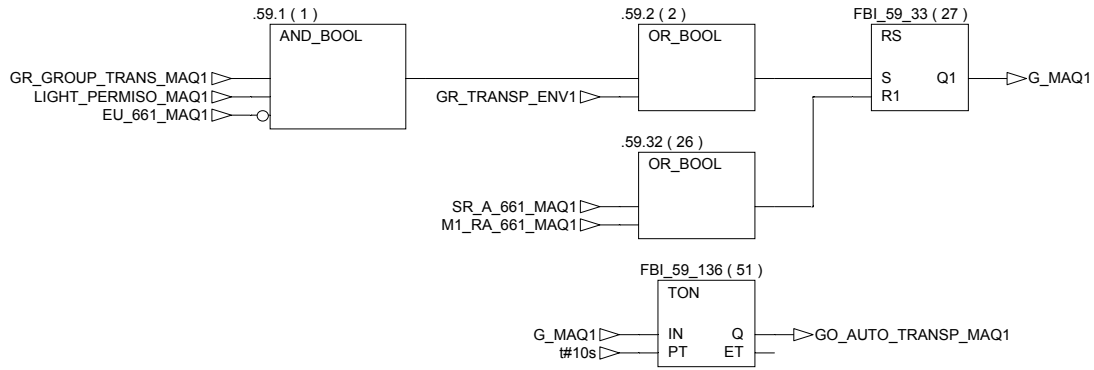 .59.1 ( 1 )
AND_BOOL
GR_GROUP_TRANS_MAQ1
LIGHT_PERMISO_MAQ1
EU_661_MAQ1
.59.2 ( 2 )
OR_BOOL
GR_TRANSP_ENV1
FBI_59_33 ( 27 )
RS
S Q1
R1
G_MAQ1
.59.32 ( 26 )
OR_BOOL
SR_A_661_MAQ1
M1_RA_661_MAQ1
FBI_59_136 ( 51 )
TON
G_MAQ1 IN Q GO_AUTO_TRANSP_MAQ1
t#10s PT ET